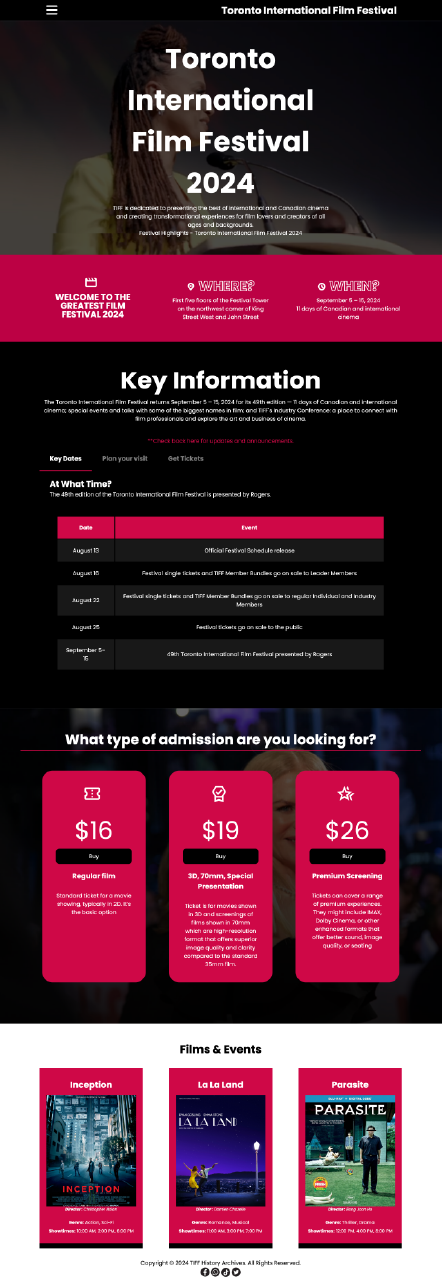 Toronto International Film Festival
Toronto
International
Film Festival
2024
TIFF is dedicated to presenting the best of international and Canadian cinema
and creating transformational experiences for film lovers and creators of all
ages and backgrounds.
Festival Highlights - Toronto International Film Festival 2024
WELCOME TO THE
GREATEST FILM
FESTIVAL 2024
WHERE?
First five floors of the Festival Tower
on the northwest corner of King
Street West and John Street
WHEN?
September 5 – 15, 2024
11 days of Canadian and international
cinema
Key Information
The Toronto International Film Festival returns September 5 – 15, 2024 for its 49th edition — 11 days of Canadian and international
cinema; special events and talks with some of the biggest names in film; and TIFF's Industry Conference: a place to connect with
film professionals and explore the art and business of cinema.
**Check back here for updates and announcements.
Key Dates
Plan your visit
Get Tickets
At What Time?
The 49th edition of the Toronto International Film Festival is presented by Rogers.
Date
Event
August 13
Official Festival Schedule release
August 16
Festival single tickets and TIFF Member Bundles go on sale to Leader Members
August 22
Festival single tickets and TIFF Member Bundles go on sale to regular Individual and Industry
Members
August 25
Festival tickets go on sale to the public
September 5–
15
49th Toronto International Film Festival presented by Rogers
What type of admission are you looking for?
$16
Buy
Regular film
Standard ticket for a movie
showing, typically in 2D. It's
the basic option
$19
Buy
3D, 70mm, Special
Presentation
Ticket is for movies shown
in 3D and screenings of
films shown in 70mm,
which are high-resolution
format that offers superior
image quality and clarity
compared to the standard
35mm film.
$26
Buy
Premium Screening
Tickets can cover a range
of premium experiences.
They might include IMAX,
Dolby Cinema, or other
enhanced formats that
offer better sound, image
quality, or seating
Films & Events
Inception
INCEPTION
Director: Christopher Nolan
Genre: Action, Sci-Fi
Showtimes: 10:00 AM, 2:00 PM, 6:00 PM
La La Land
LA LA LAND
Director: Damien Chazelle
Genre: Romance, Musical
Showtimes: 11:00 AM, 3:00 PM, 7:00 PM
Parasite
PARASITE
Director: Bong Joon Ho
Genre: Thriller, Drama
Showtimes: 12:00 PM, 4:00 PM, 8:00 PM
Copyright © 2024 TIFF History Archives. All Rights Reserved.